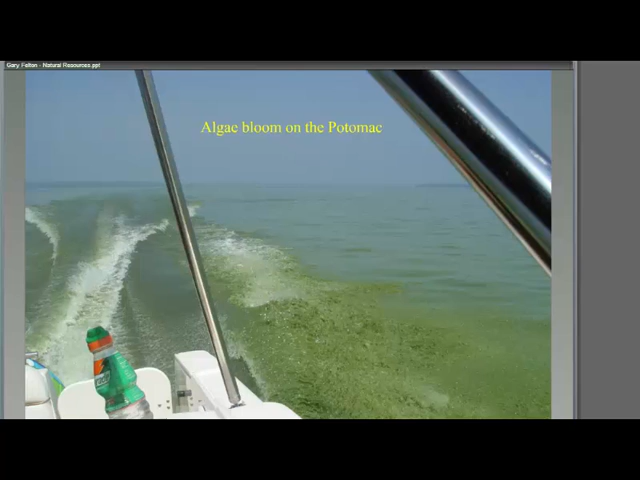 Gary Felton - Natural Resources.ppt
Algae bloom on the Potomac